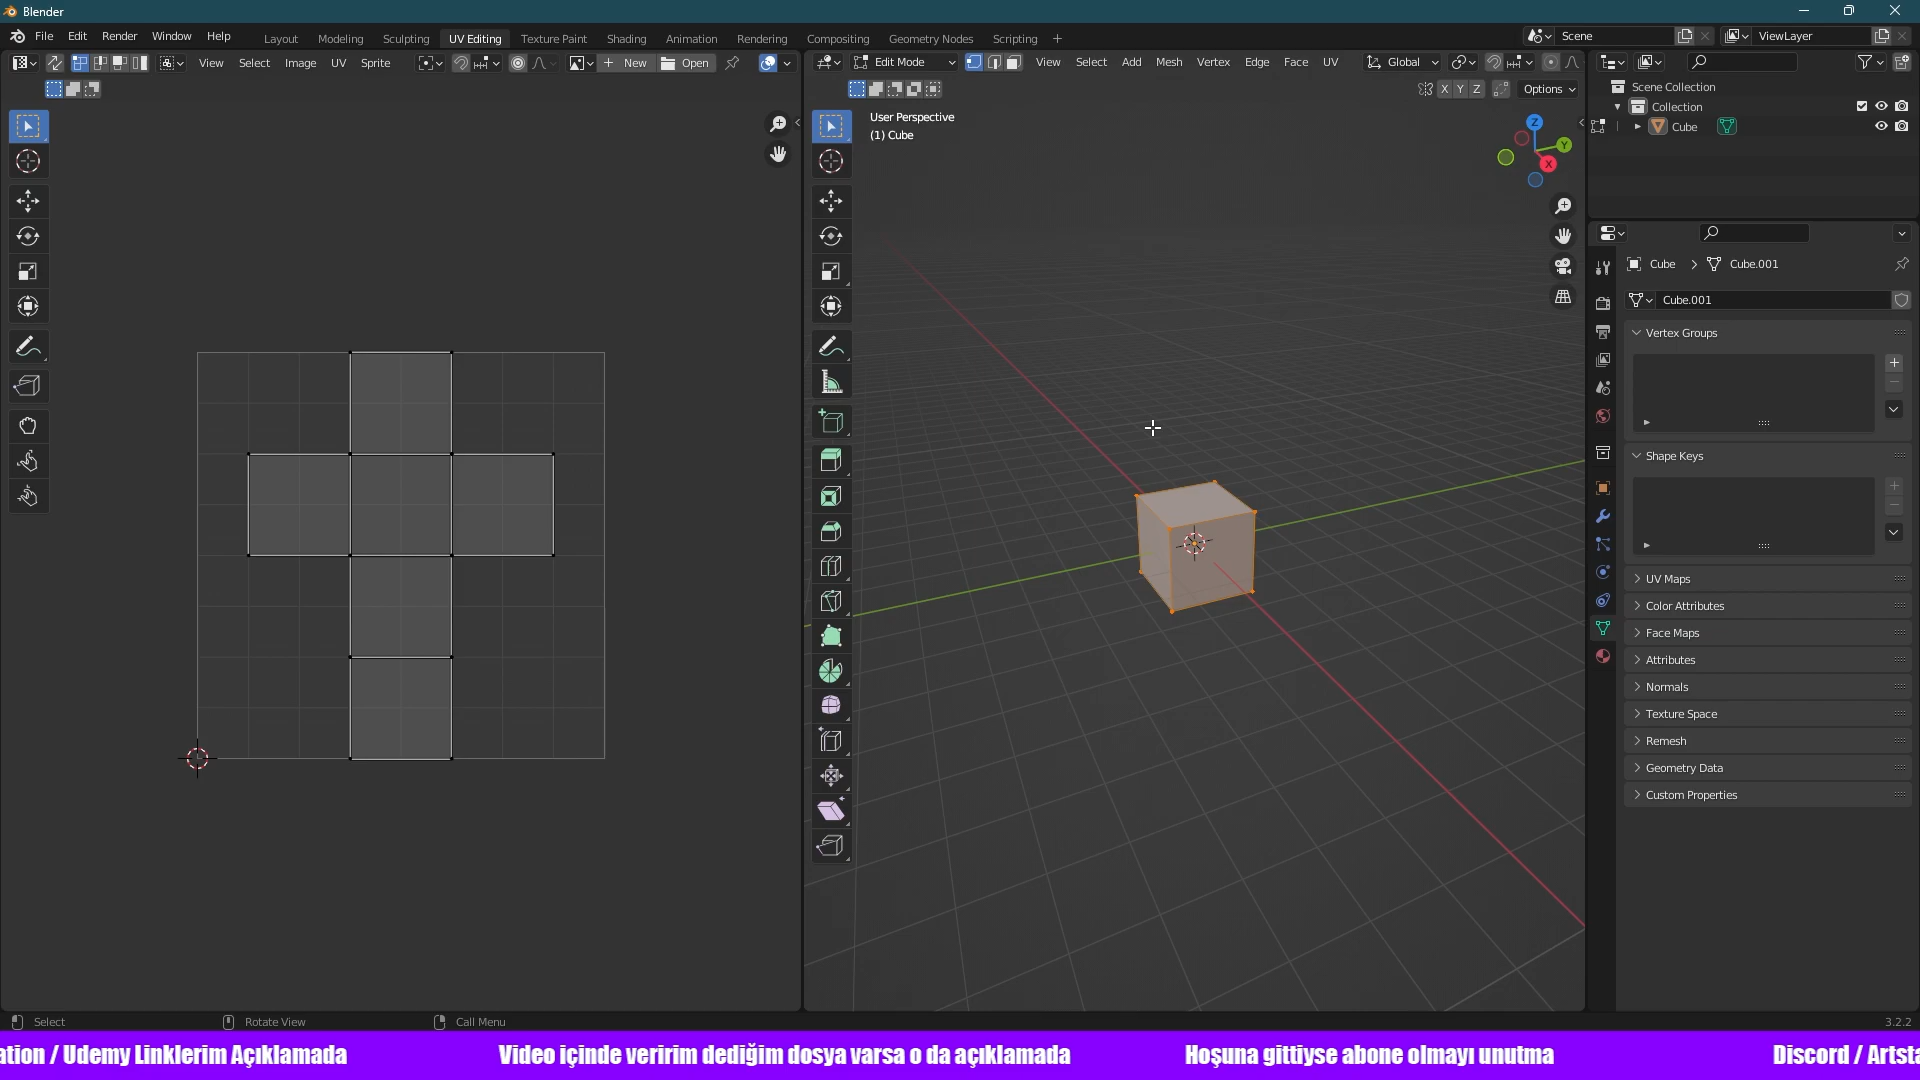 Blender
File Edit Render Window Help
Layout Modeling Sculpting UV Editing Texture Paint Shading Animation Rendering Compositing Geometry Nodes Scripting +
Scene
ViewLayer
View Select Image UV Sprite
New Open
Edit Mode
View Select Add Mesh Vertex Edge Face UV
Global
X Y Z
Options
User Perspective
(1) Cube
Z
Y
X
Scene Collection
Collection
Cube
Cube > Cube.001
Cube.001
Vertex Groups
Shape Keys
UV Maps
Color Attributes
Face Maps
Attributes
Normals
Texture Space
Remesh
Geometry Data
Custom Properties
Select Rotate View Call Menu
3.2.2
ation / Udemy Linklerim Açıklamada Video içinde veririm dediğim dosya varsa o da açıklamada Hoşuna gittiyse abone olmayı unutma Discord / Artsta